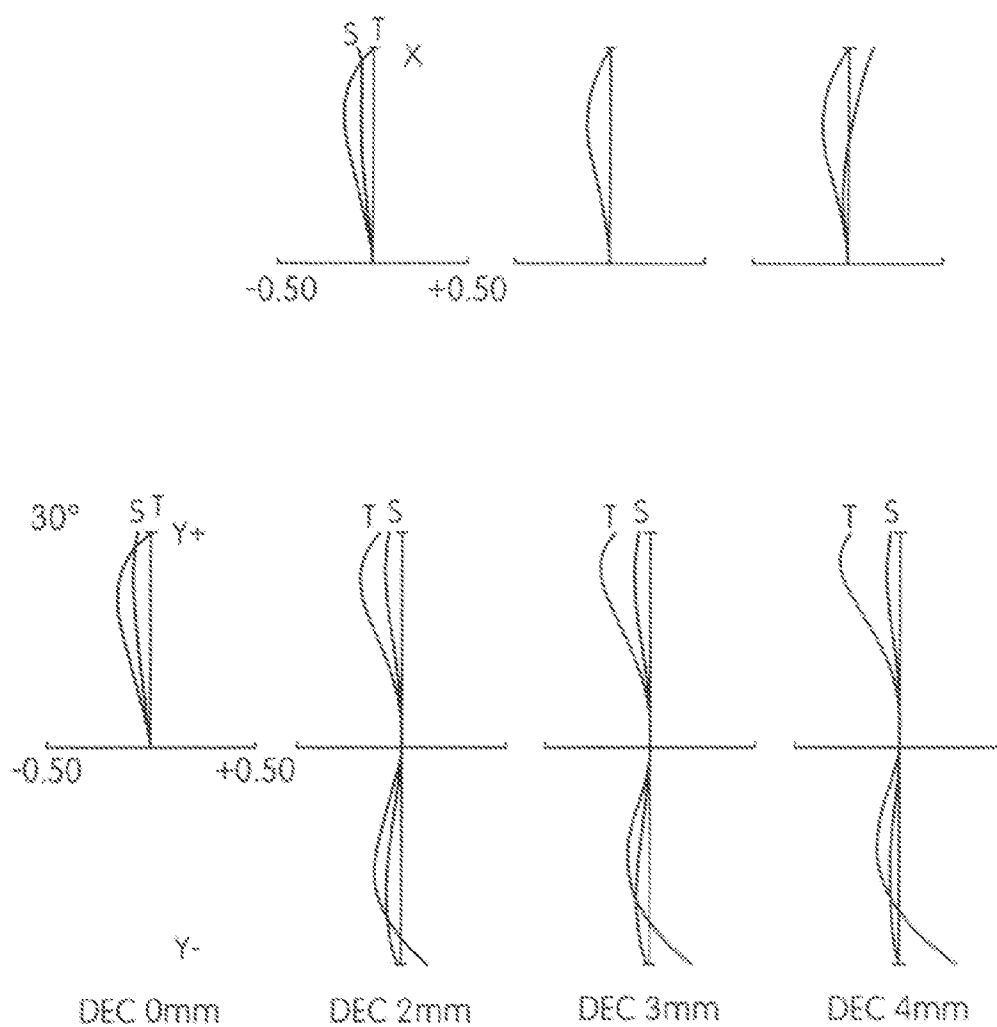 S T
X
-0.50 +0.50
30° S T Y+ T S T S T S
-0.50 +0.50
Y-
DEC 0mm DEC 2mm DEC 3mm DEC 4mm